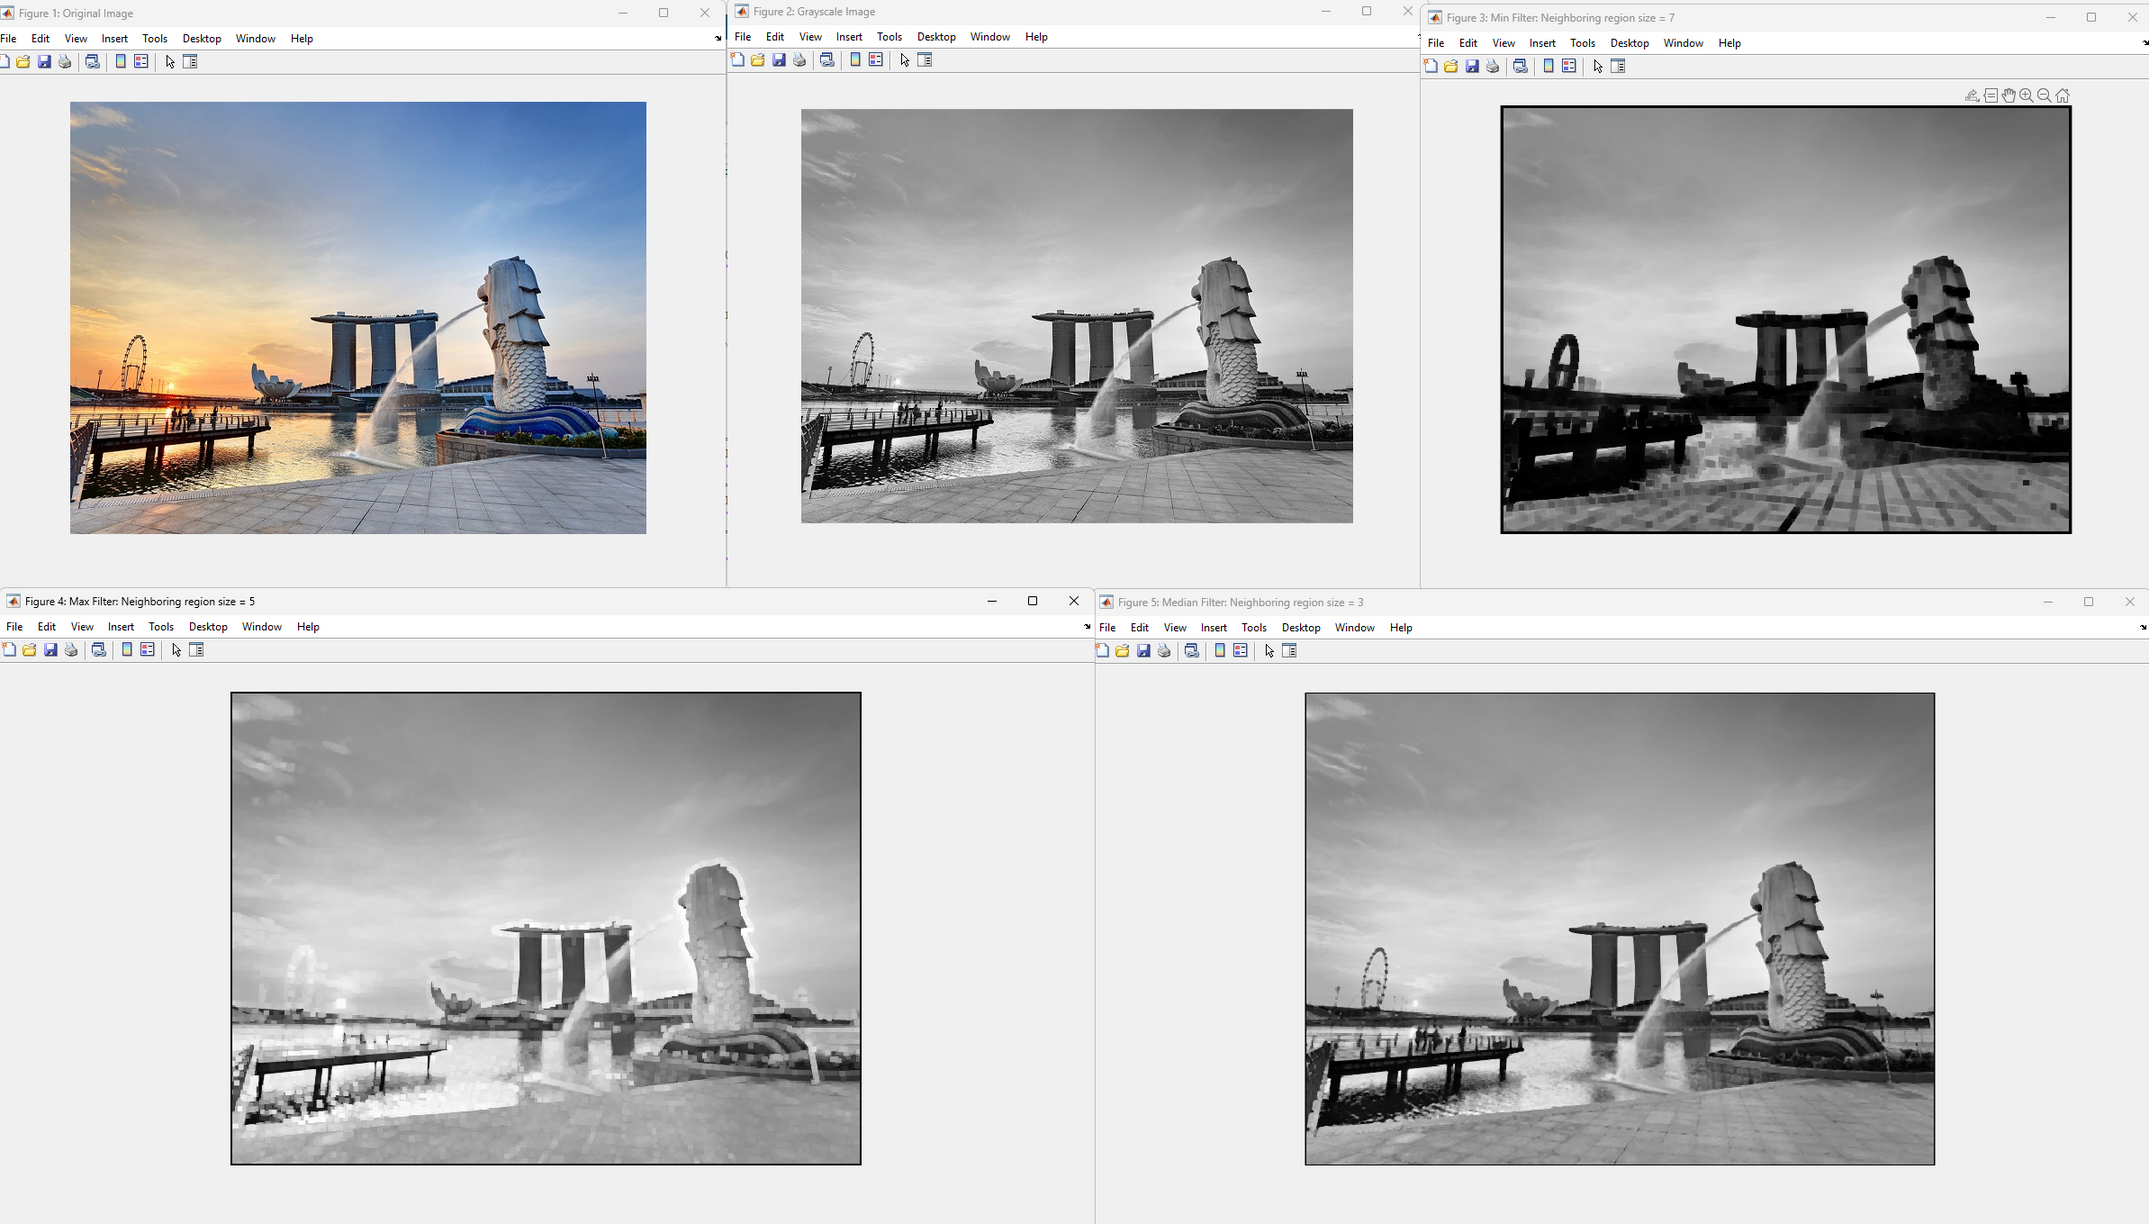 Figure 1: Original Image
File Edit View Insert Tools Desktop Window Help
Figure 2: Grayscale Image
File Edit View Insert Tools Desktop Window Help
Figure 3: Min Filter: Neighboring region size = 7
File Edit View Insert Tools Desktop Window Help
Figure 4: Max Filter: Neighboring region size = 5
File Edit View Insert Tools Desktop Window Help
Figure 5: Median Filter: Neighboring region size = 3
File Edit View Insert Tools Desktop Window Help